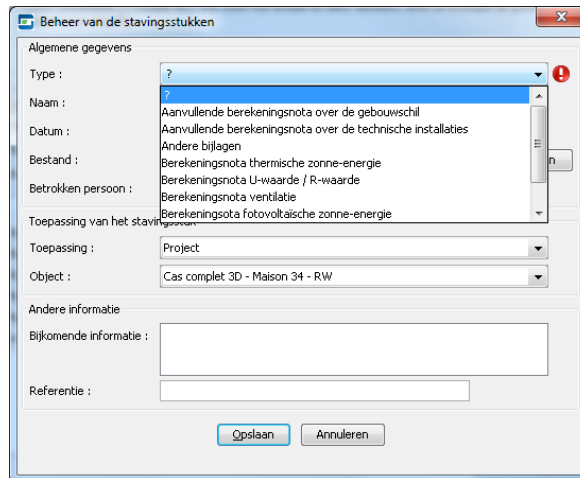 Beheer van de stavingsstukken
Algemene gegevens
Type :
?
Naam :
?
Aanvullende berekeningsnota over de gebouwschil
Datum :
Aanvullende berekeningsnota over de technische installaties
Andere bijlagen
Bestand :
Berekeningsnota thermische zonne-energie
n
Berekeningsnota U-waarde / R-waarde
Betrokken persoon :
Berekeningsnota ventilatie
Berekeningsota fotovoltaïsche zonne-energie
Toepassing van het stavingsstuk
Toepassing :
Project
Object :
Cas complet 3D - Maison 34 - RW
Andere informatie
Bijkomende informatie :
Referentie :
Opslaan
Annuleren